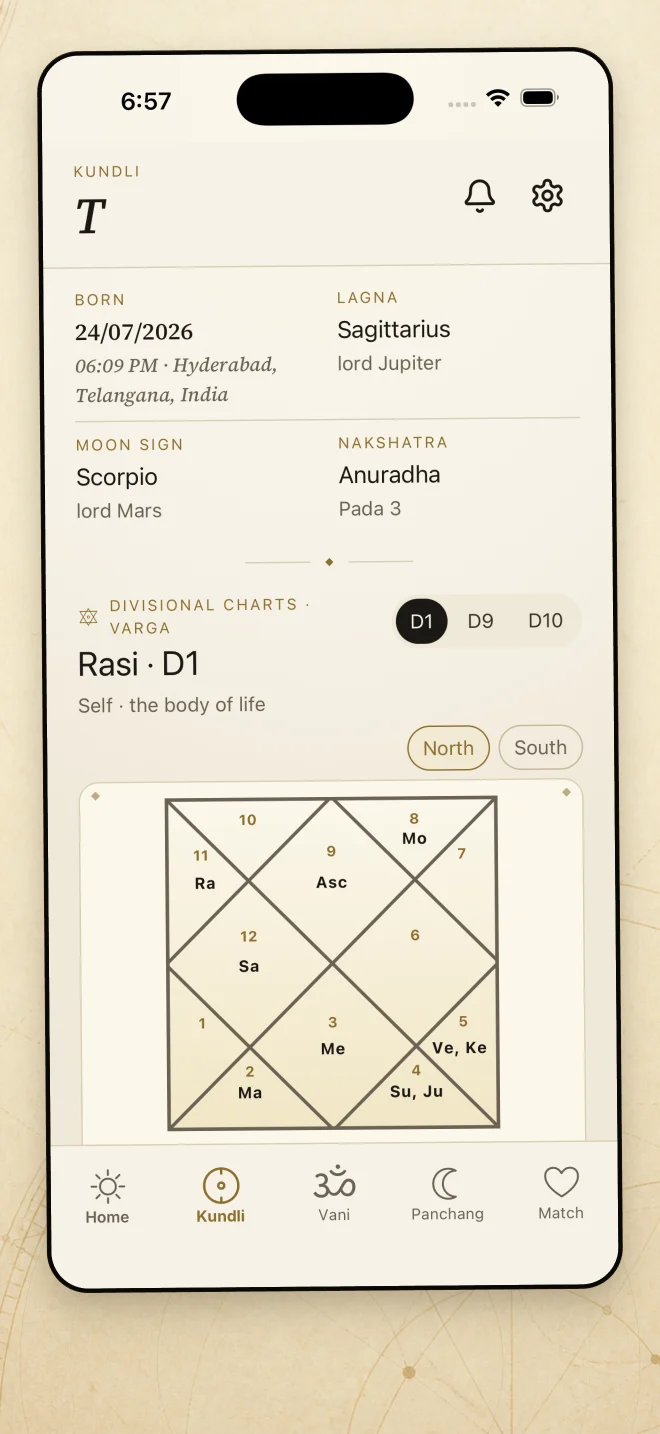 6:57
KUNDLI
T
BORN
24/07/2026
06:09 PM · Hyderabad,
Telangana, India
LAGNA
Sagittarius
lord Jupiter
MOON SIGN
Scorpio
lord Mars
NAKSHATRA
Anuradha
Pada 3
DIVISIONAL CHARTS ·
VARGA
Rasi · D1
Self · the body of life
D1 D9 D10
North South
10
8
Mo
11
Ra
9
Asc
7
12
Sa
6
1
3
Me
5
Ve, Ke
2
Ma
4
Su, Ju
Home
Kundli
ॐ
Vani
Panchang
Match